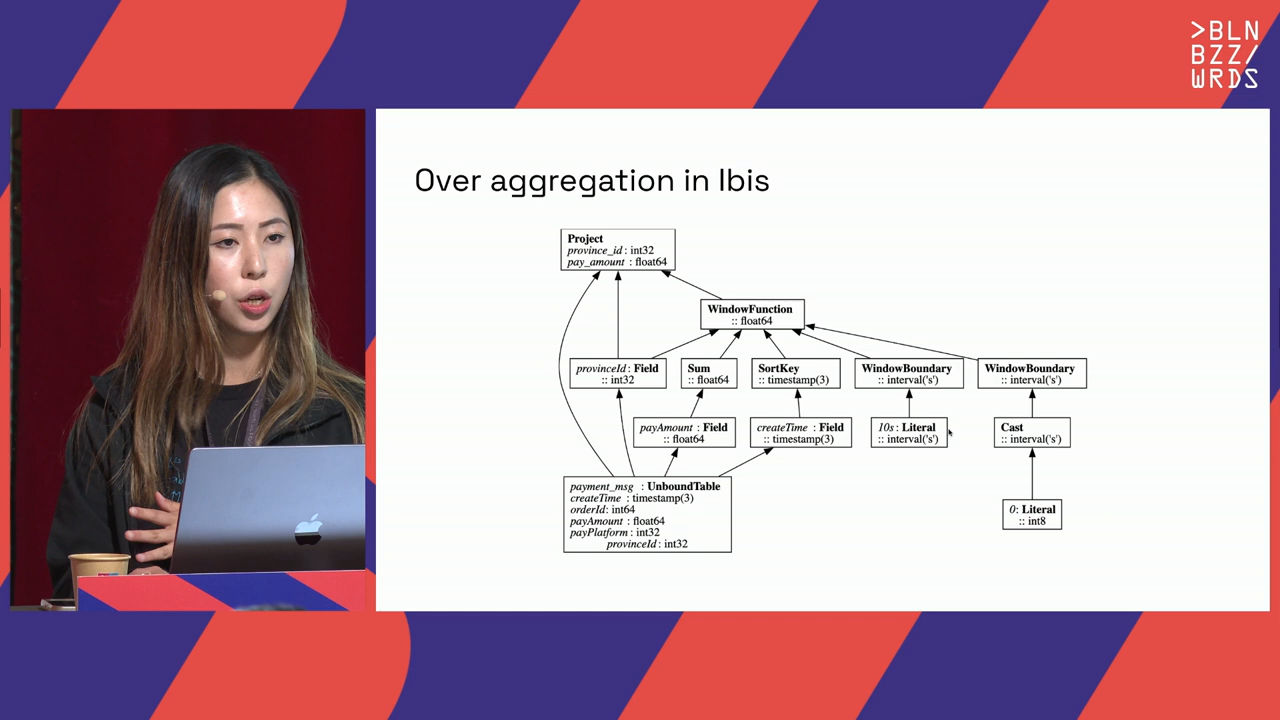 >BLN
BZZ/
WRDS
Over aggregation in Ibis
Project
province_id : int32
pay_amount : float64
WindowFunction
:: float64
provinceId : Field
:: int32
Sum
:: float64
SortKey
:: timestamp(3)
WindowBoundary
:: interval('s')
WindowBoundary
:: interval('s')
payAmount : Field
:: float64
createTime : Field
:: timestamp(3)
10s : Literal
:: interval('s')
Cast
:: interval('s')
payment_msg : UnboundTable
createTime : timestamp(3)
orderId: int64
payAmount : float64
payPlatform : int32
provinceId : int32
0: Literal
:: int8